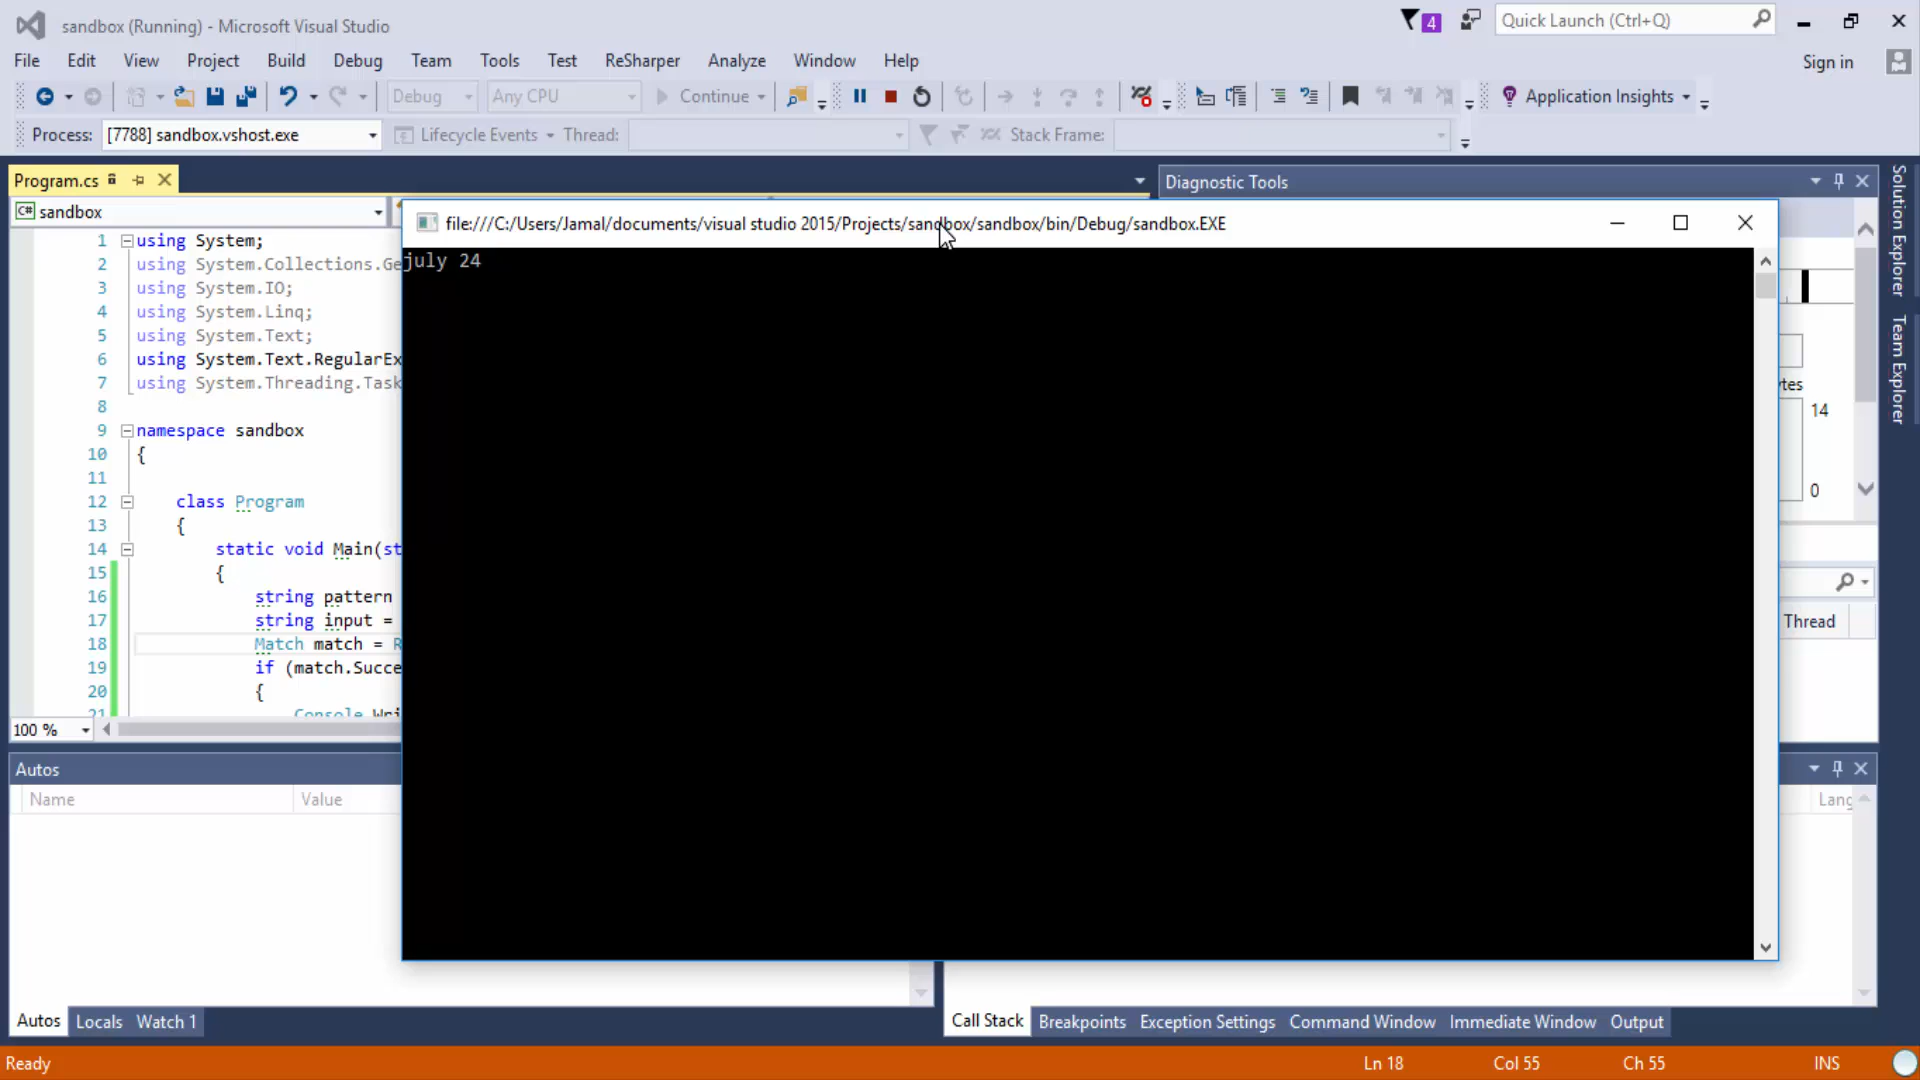 sandbox (Running) - Microsoft Visual Studio
4
Quick Launch (Ctrl+Q)
File Edit View Project Build Debug Team Tools Test ReSharper Analyze Window Help
Sign in
Debug Any CPU Continue Application Insights
Process: [7788] sandbox.vshost.exe Lifecycle Events Thread: Stack Frame:
Program.cs
Diagnostic Tools
Solution Explorer
Team Explorer
C# sandbox
file:///C:/Users/Jamal/documents/visual studio 2015/Projects/sandbox/sandbox/bin/Debug/sandbox.EXE
july 24
1 using System;
2 using System.Collections.Ge
3 using System.IO;
4 using System.Linq;
5 using System.Text;
6 using System.Text.RegularEx
7 using System.Threading.Task
8
9 namespace sandbox
10 {
11
12 class Program
13 {
14 static void Main(st
15 {
16 string pattern
17 string input =
18 Match match = R
19 if (match.Succe
20 {
21 Console.Wri
100 %
ytes
14
0
Thread
Autos
Name Value
Lang
Autos Locals Watch 1
Call Stack Breakpoints Exception Settings Command Window Immediate Window Output
Ready
Ln 18 Col 55 Ch 55 INS